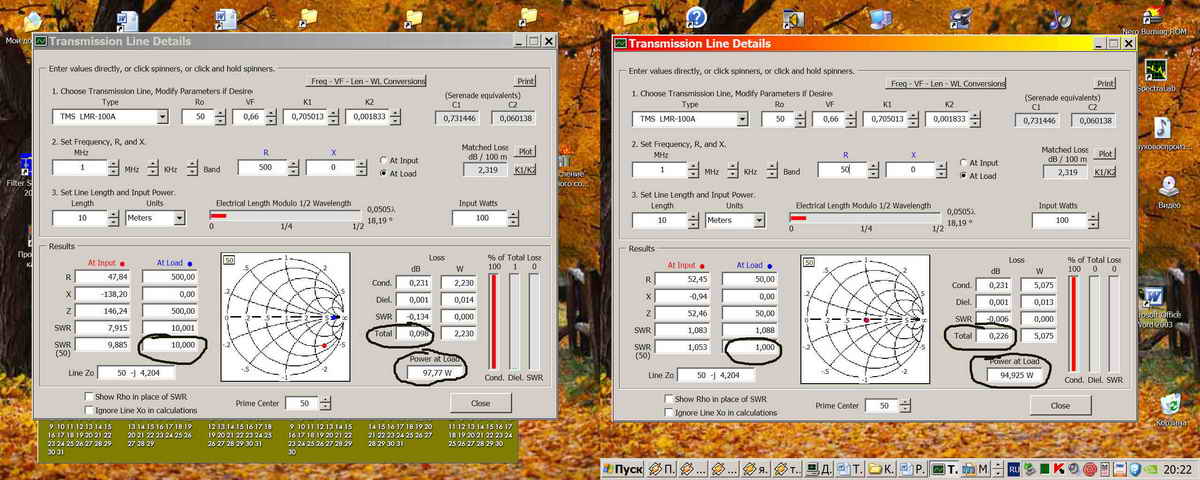 Transmission Line Details
Enter values directly, or click spinners, or click and hold spinners.
Freq - VF - Len - WL Conversions
Print
1. Choose Transmission Line, Modify Parameters if Desire
(Serenade equivalents)
Type Ro VF K1 K2 C1 C2
TMS LMR-100A 50 0,66 0,705013 0,001833 0,731446 0,060138
2. Set Frequency, R, and X.
MHz R X
1 MHz KHz Band 500 0
At Input
At Load
Matched Loss
dB / 100 m
2,319
Plot
K1/K2
3. Set Line Length and Input Power.
Length Units Electrical Length Modulo 1/2 Wavelength Input Watts
10 Meters 0,0505λ 100
18,19 °
0 1/4 1/2
Results
At Input At Load
R 47,84 500,00
X -138,20 0,00
Z 146,24 500,00
SWR 7,915 10,001
SWR (50) 9,885 10,000
Line Zo 50 -j 4,204
50
Loss
dB W
Cond. 0,231 2,230
Diel. 0,001 0,014
SWR -0,134 0,000
Total 0,098 2,230
Power at Load
97,77 W
% of Total Loss
100 1 0
Cond. Diel. SWR
Show Rho in place of SWR
Ignore Line Xo in calculations
Prime Center 50
Close
Transmission Line Details
Enter values directly, or click spinners, or click and hold spinners.
Freq - VF - Len - WL Conversions
Print
1. Choose Transmission Line, Modify Parameters if Desire
(Serenade equivalents)
Type Ro VF K1 K2 C1 C2
TMS LMR-100A 50 0,66 0,705013 0,001833 0,731446 0,060138
2. Set Frequency, R, and X.
MHz R X
1 MHz KHz Band 50 0
At Input
At Load
Matched Loss
dB / 100 m
2,319
Plot
K1/K2
3. Set Line Length and Input Power.
Length Units Electrical Length Modulo 1/2 Wavelength Input Watts
10 Meters 0,0505λ 100
18,19 °
0 1/4 1/2
Results
At Input At Load
R 52,45 50,00
X -0,94 0,00
Z 52,46 50,00
SWR 1,083 1,088
SWR (50) 1,053 1,000
Line Zo 50 -j 4,204
50
Loss
dB W
Cond. 0,231 5,075
Diel. 0,001 0,013
SWR -0,006 0,000
Total 0,226 5,075
Power at Load
94,925 W
% of Total Loss
100 0 0
Cond. Diel. SWR
Show Rho in place of SWR
Ignore Line Xo in calculations
Prime Center 50
Close
Nero Burning ROM
SpectraLab
Видео
Word 2003
Корзина
Пуск
RU
20:22